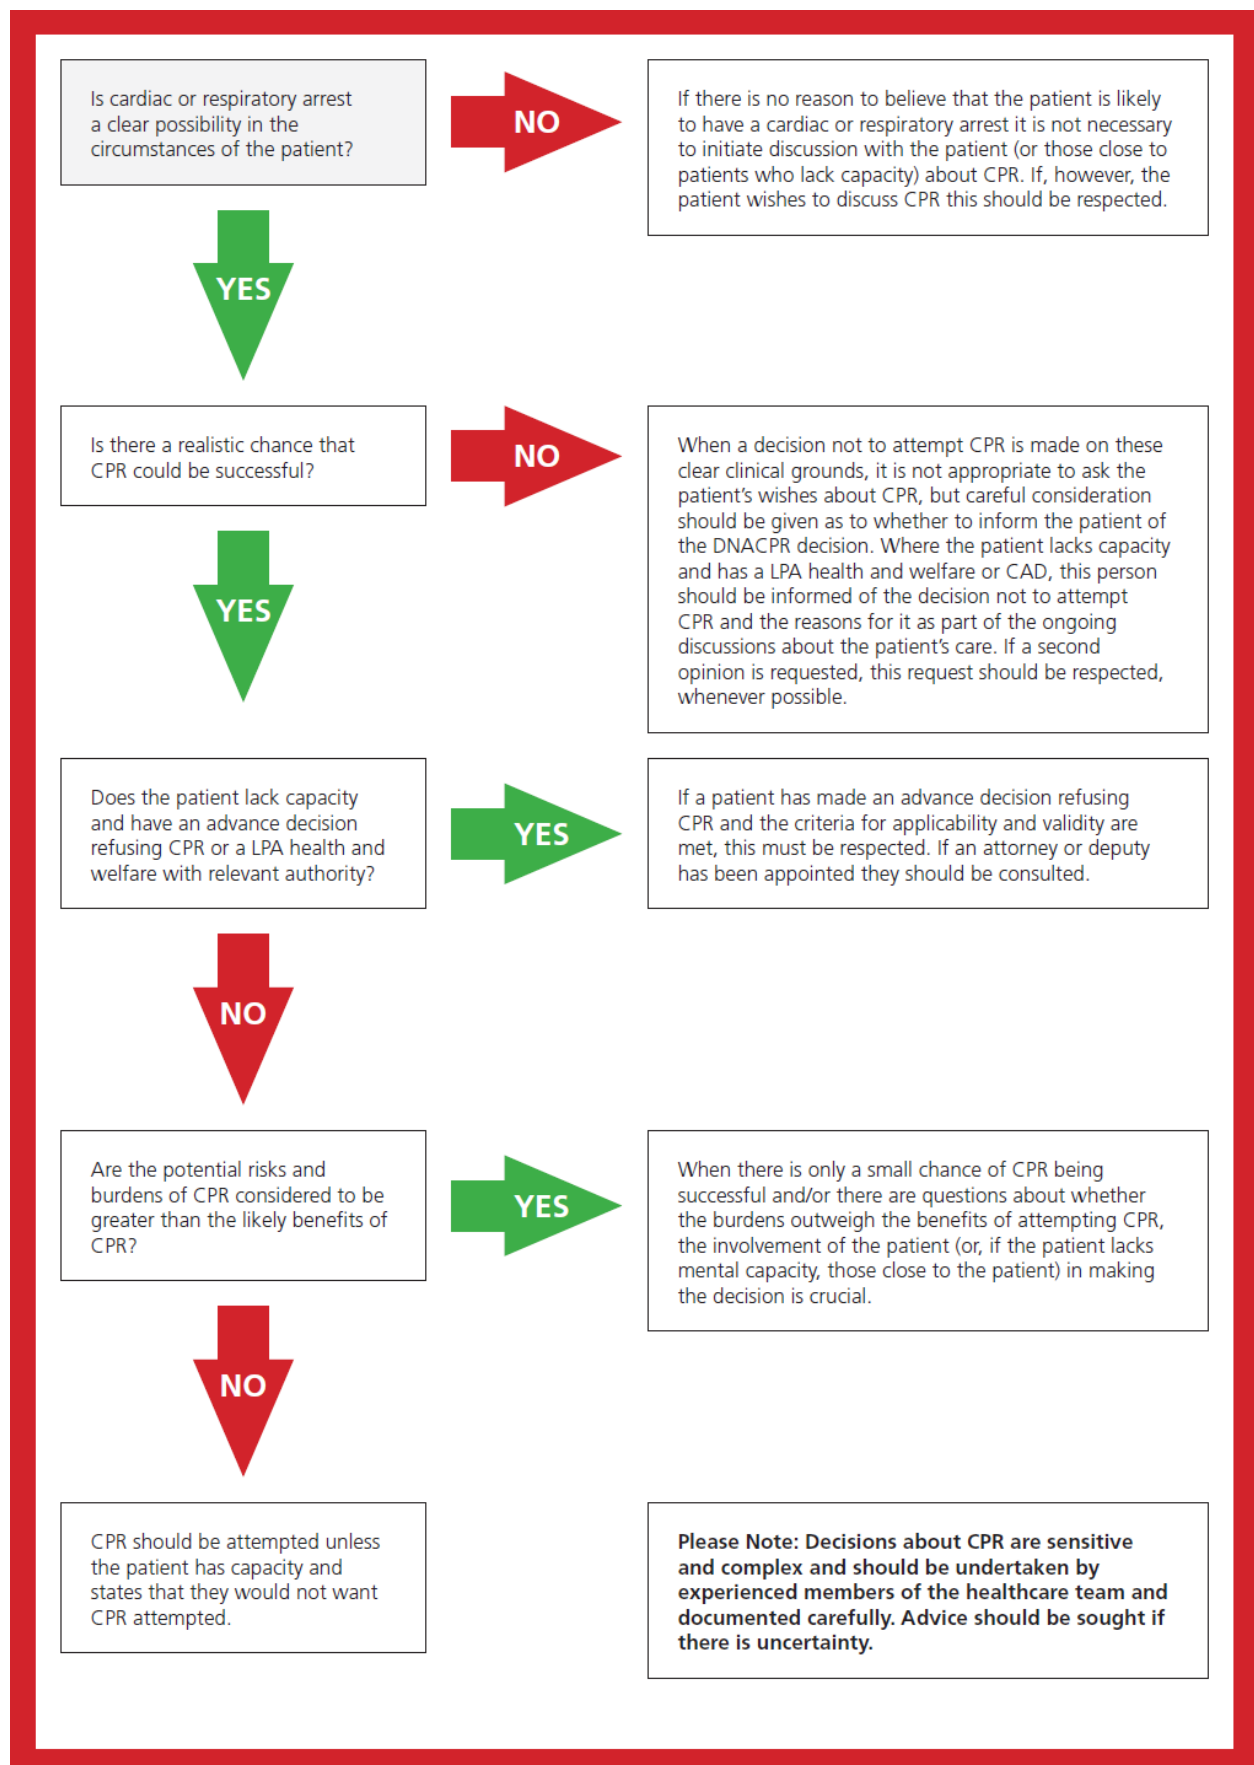 Is cardiac or respiratory arrest
a clear possibility in the
circumstances of the patient?
NO
If there is no reason to believe that the patient is likely
to have a cardiac or respiratory arrest it is not necessary
to initiate discussion with the patient (or those close to
patients who lack capacity) about CPR. If, however, the
patient wishes to discuss CPR this should be respected.
YES
Is there a realistic chance that
CPR could be successful?
NO
When a decision not to attempt CPR is made on these
clear clinical grounds, it is not appropriate to ask the
patient’s wishes about CPR, but careful consideration
should be given as to whether to inform the patient of
the DNACPR decision. Where the patient lacks capacity
and has a LPA health and welfare or CAD, this person
should be informed of the decision not to attempt
CPR and the reasons for it as part of the ongoing
discussions about the patient’s care. If a second
opinion is requested, this request should be respected,
whenever possible.
YES
Does the patient lack capacity
and have an advance decision
refusing CPR or a LPA health and
welfare with relevant authority?
YES
If a patient has made an advance decision refusing
CPR and the criteria for applicability and validity are
met, this must be respected. If an attorney or deputy
has been appointed they should be consulted.
NO
Are the potential risks and
burdens of CPR considered to be
greater than the likely benefits of
CPR?
YES
When there is only a small chance of CPR being
successful and/or there are questions about whether
the burdens outweigh the benefits of attempting CPR,
the involvement of the patient (or, if the patient lacks
mental capacity, those close to the patient) in making
the decision is crucial.
NO
CPR should be attempted unless
the patient has capacity and
states that they would not want
CPR attempted.
Please Note: Decisions about CPR are sensitive
and complex and should be undertaken by
experienced members of the healthcare team and
documented carefully. Advice should be sought if
there is uncertainty.